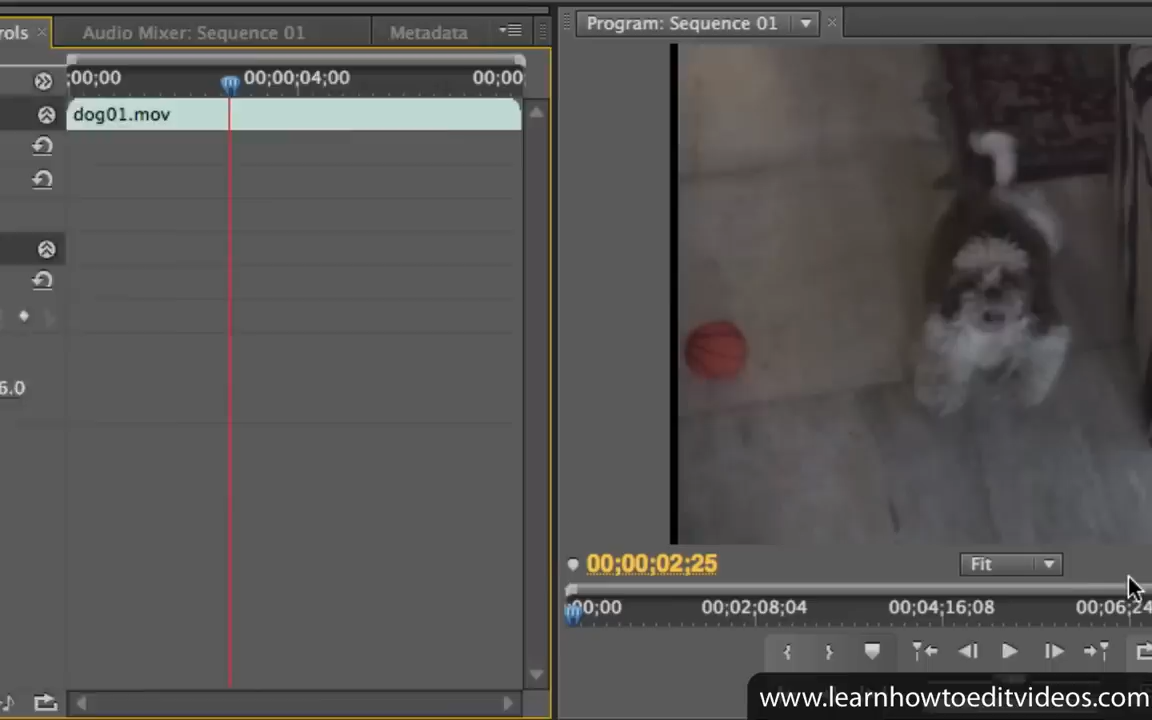 rols
Audio Mixer: Sequence 01
Metadata
Program: Sequence 01
;00;00
00;00;04;00
00;00
dog01.mov
6.0
00;00;02;25
Fit
00;00
00;02;08;04
00;04;16;08
00;06;24
www.learnhowtoeditvideos.com